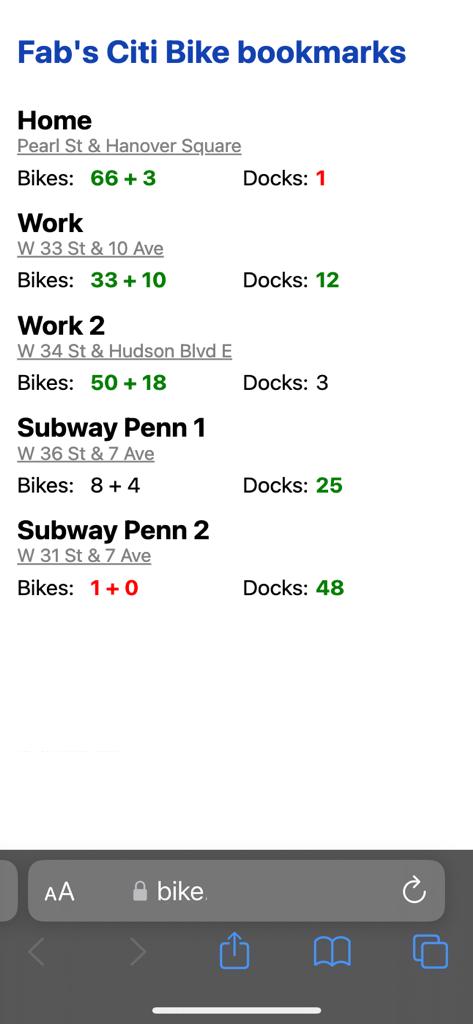 Fab's Citi Bike bookmarks
Home
Pearl St & Hanover Square
Bikes: 66 + 3 Docks: 1
Work
W 33 St & 10 Ave
Bikes: 33 + 10 Docks: 12
Work 2
W 34 St & Hudson Blvd E
Bikes: 50 + 18 Docks: 3
Subway Penn 1
W 36 St & 7 Ave
Bikes: 8 + 4 Docks: 25
Subway Penn 2
W 31 St & 7 Ave
Bikes: 1 + 0 Docks: 48
AA bike.